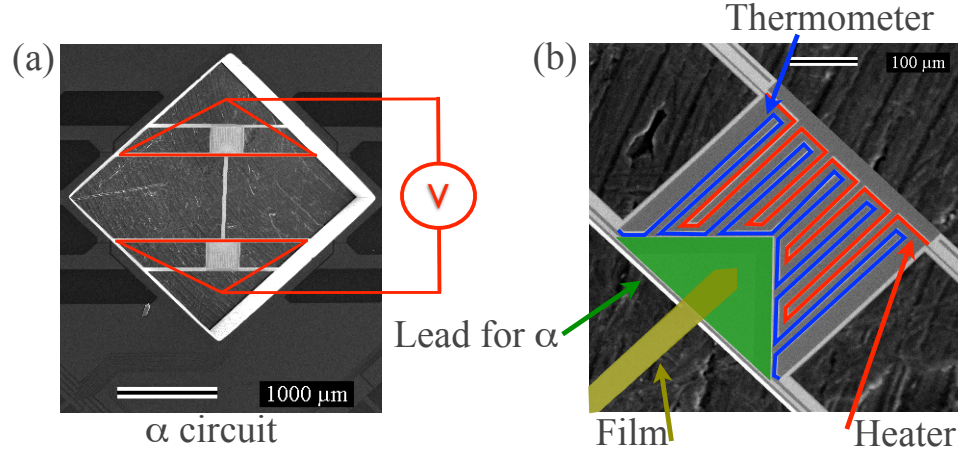 (a)
V
1000 μm
α circuit
(b)
Thermometer
100 μm
Lead for α
Film
Heater